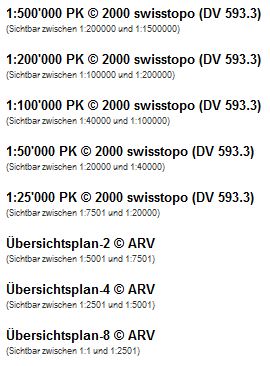 1:500'000 PK © 2000 swisstopo (DV 593.3)
(Sichtbar zwischen 1:200000 und 1:1500000)
1:200'000 PK © 2000 swisstopo (DV 593.3)
(Sichtbar zwischen 1:100000 und 1:200000)
1:100'000 PK © 2000 swisstopo (DV 593.3)
(Sichtbar zwischen 1:40000 und 1:100000)
1:50'000 PK © 2000 swisstopo (DV 593.3)
(Sichtbar zwischen 1:20000 und 1:40000)
1:25'000 PK © 2000 swisstopo (DV 593.3)
(Sichtbar zwischen 1:7501 und 1:20000)
Übersichtsplan-2 © ARV
(Sichtbar zwischen 1:5001 und 1:7501)
Übersichtsplan-4 © ARV
(Sichtbar zwischen 1:2501 und 1:5001)
Übersichtsplan-8 © ARV
(Sichtbar zwischen 1:1 und 1:2501)